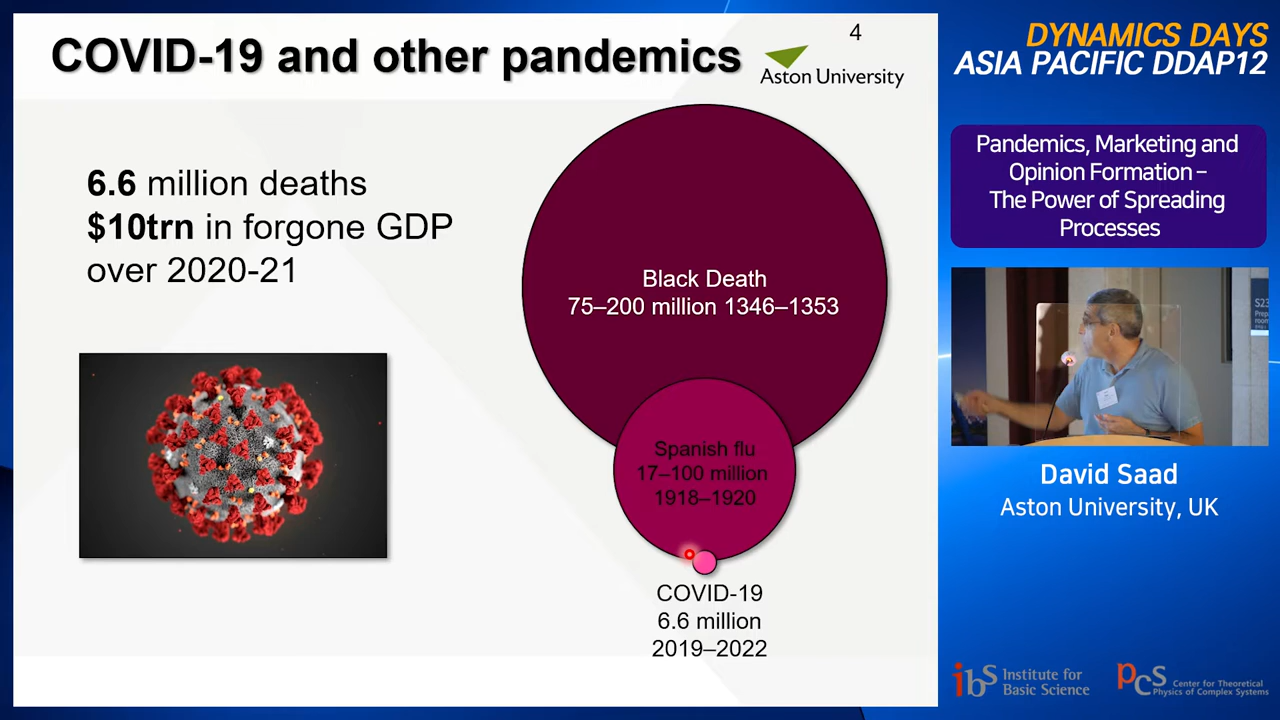 COVID-19 and other pandemics
4
Aston University
6.6 million deaths
$10trn in forgone GDP
over 2020-21
Black Death
75–200 million 1346–1353
Spanish flu
17–100 million
1918–1920
COVID-19
6.6 million
2019–2022
DYNAMICS DAYS
ASIA PACIFIC DDAP12
Pandemics, Marketing and
Opinion Formation –
The Power of Spreading
Processes
S23
David Saad
Aston University, UK
ibS Institute for
Basic Science
PCS Center for Theoretical
Physics of Complex Systems